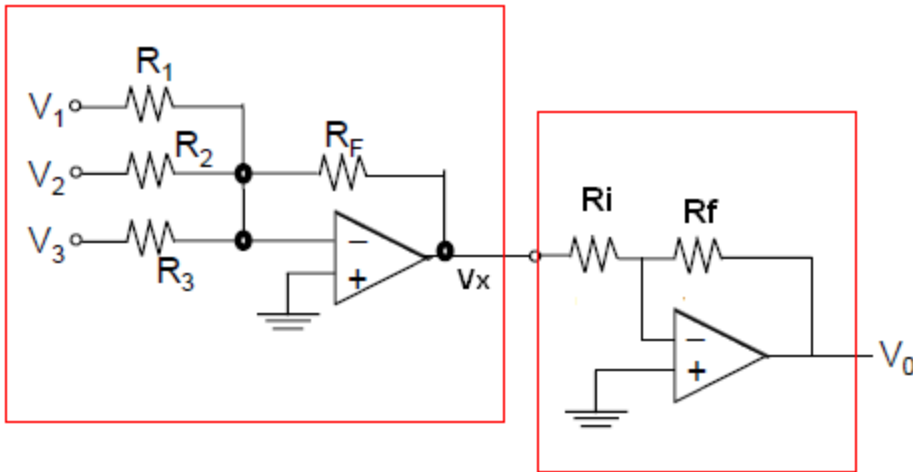 R1
V1
R2
RF
V2
Ri
Rf
V3
R3
−
+
Vx
−
+
V0